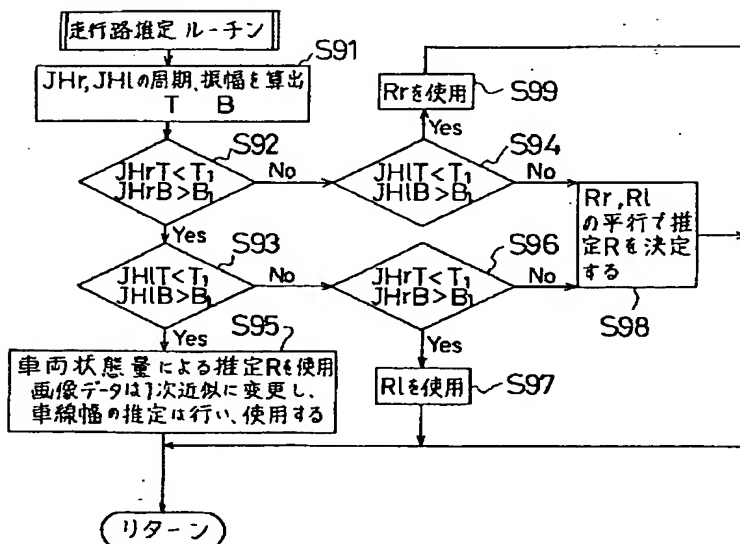 走行路推定 ルーチン
S91
JHr, JHlの周期、振幅を算出
T B
S92
JHrT<T1
JHrB>B1
No
Yes
S94
JHlT<T1
JHlB>B1
No
Yes
S99
Rrを使用
S93
JHlT<T1
JHlB>B1
No
Yes
S96
JHrT<T1
JHrB>B1
No
Yes
Rr, Rl
の平行で推
定Rを決定
する
S98
S95
車両状態量による推定Rを使用
画像データは1次近似に変更し、
車線幅の推定は行い、使用する
Rlを使用
S97
リターン